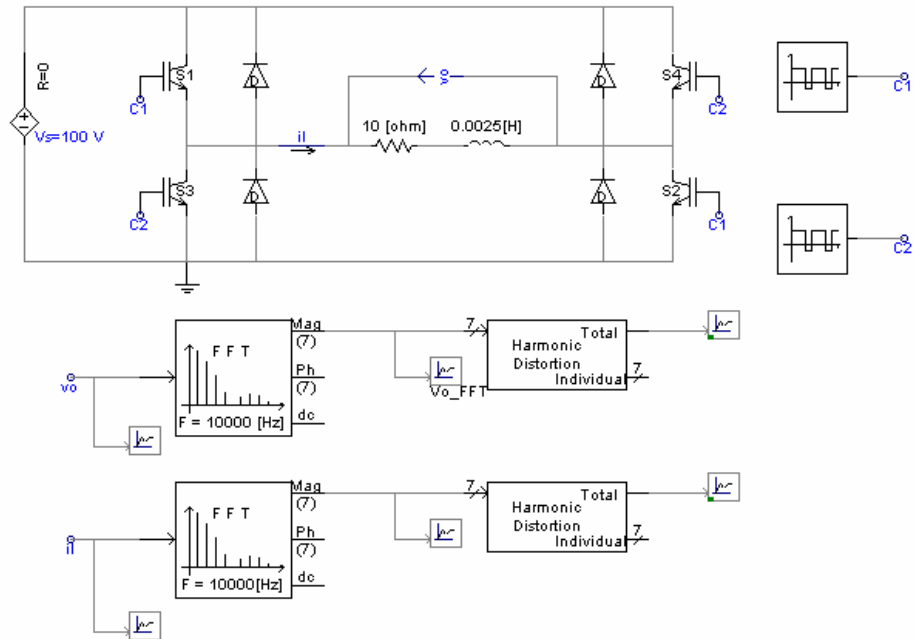 R=0
Vs=100 V
S1
C1
D
D
S4
C2
10 [ohm]
0.0025[H]
il
S3
C2
D
D
S2
C1
C1
C2
vo
F F T
F = 10000 [Hz]
Mag
(7)
Ph
(7)
dc
Vo_FFT
7
Total
Harmonic
Distortion
Individual
7
il
F F T
F = 10000[Hz]
Mag
(7)
Ph
(7)
dc
7
Total
Harmonic
Distortion
Individual
7